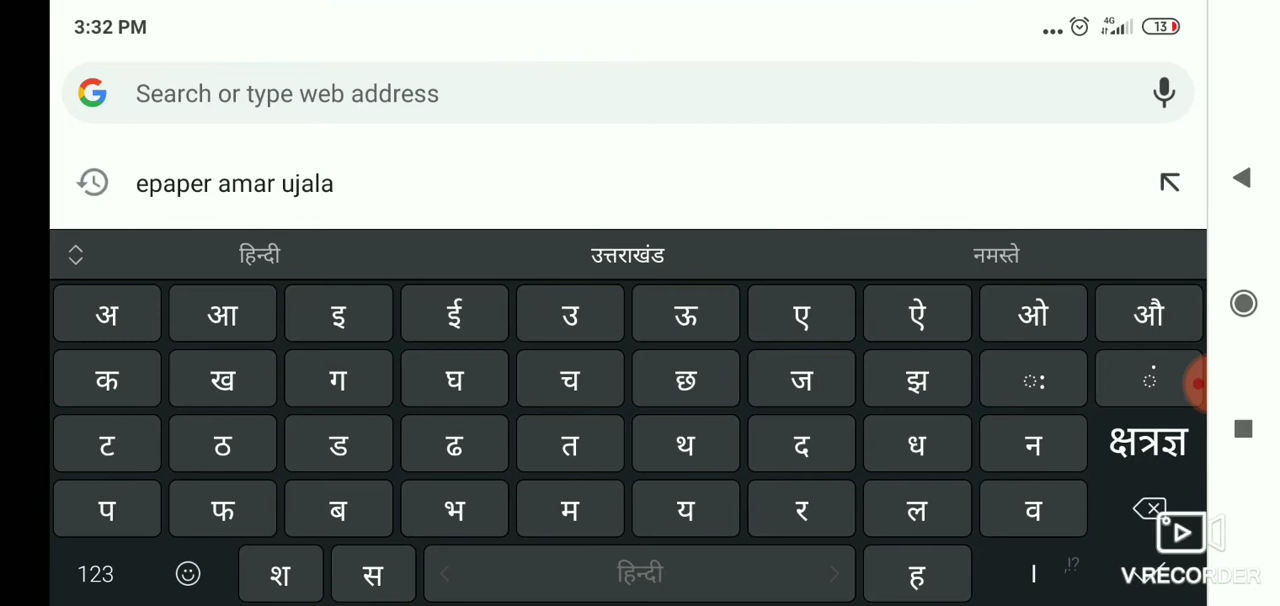 3:32 PM
4G
13
Search or type web address
epaper amar ujala
हिन्दी उत्तराखंड नमस्ते
अ आ इ ई उ ऊ ए ऐ ओ औ
क ख ग घ च छ ज झ ः ं
ट ठ ड ढ त थ द ध न क्षत्रज्ञ
प फ ब भ म य र ल व
123 श स हिन्दी ह । ,!?
V RECORDER